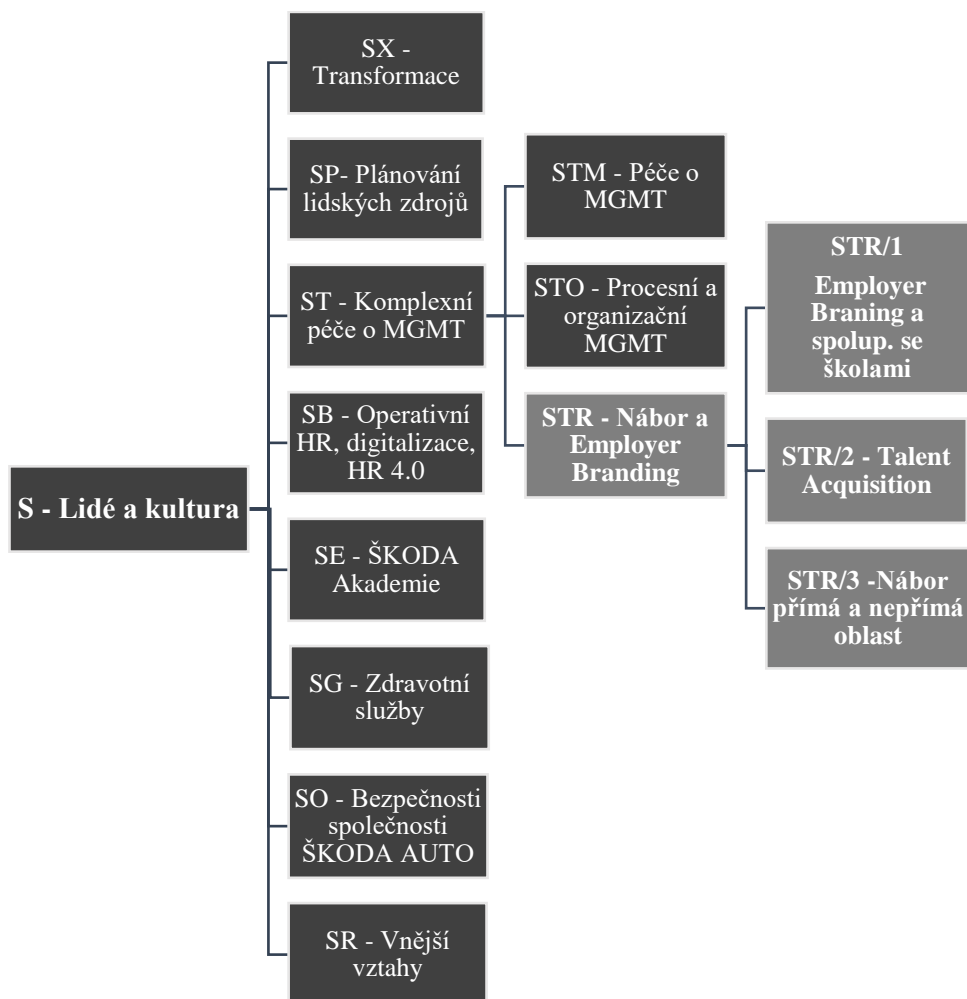 S - Lidé a kultura
SX -
Transformace
SP- Plánování
lidských zdrojů
ST - Komplexní
péče o MGMT
SB - Operativní
HR, digitalizace,
HR 4.0
SE - ŠKODA
Akademie
SG - Zdravotní
služby
SO - Bezpečnosti
společnosti
ŠKODA AUTO
SR - Vnější
vztahy
STM - Péče o
MGMT
STO - Procesní a
organizační
MGMT
STR - Nábor a
Employer
Branding
STR/1
Employer
Braning a
spolup. se
školami
STR/2 - Talent
Acquisition
STR/3 -Nábor
přímá a nepřímá
oblast